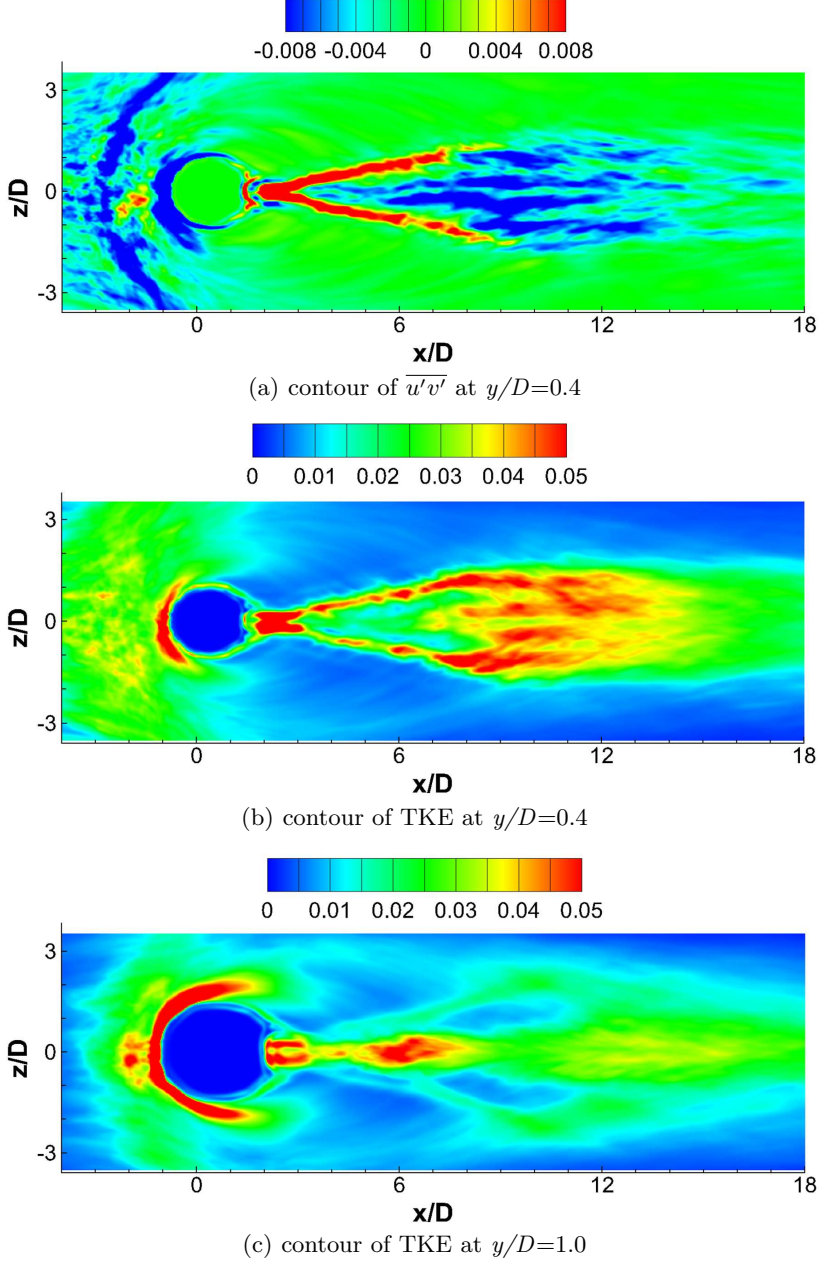 -0.008 -0.004 0 0.004 0.008
3
0
-3
z/D
0 6 12 18
x/D
(a) contour of u′v′ at y/D=0.4
0 0.01 0.02 0.03 0.04 0.05
3
0
-3
z/D
0 6 12 18
x/D
(b) contour of TKE at y/D=0.4
0 0.01 0.02 0.03 0.04 0.05
3
0
-3
z/D
0 6 12 18
x/D
(c) contour of TKE at y/D=1.0